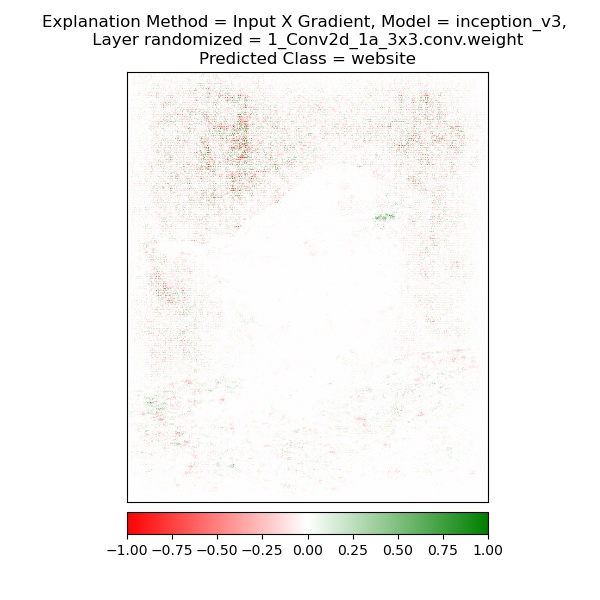 Explanation Method = Input X Gradient, Model = inception_v3,
Layer randomized = 1_Conv2d_1a_3x3.conv.weight
Predicted Class = website
−1.00 −0.75 −0.50 −0.25 0.00 0.25 0.50 0.75 1.00